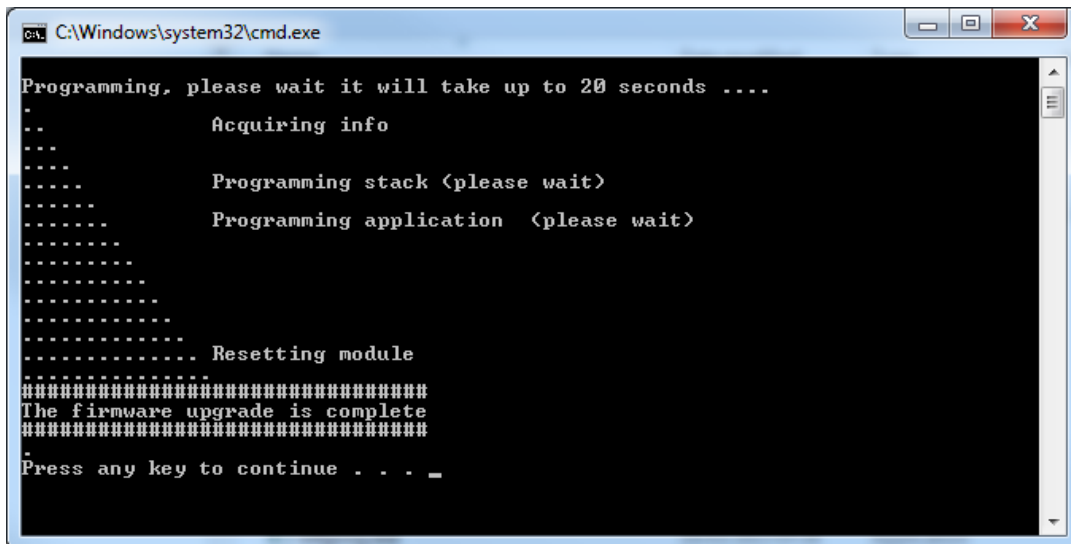 C:\Windows\system32\cmd.exe
Programming, please wait it will take up to 20 seconds ....
.
..              Acquiring info
...
....
.....          Programming stack (please wait)
......
.......        Programming application  (please wait)
........
.........
..........
...........
............
.............
.............. Resetting module
...............
################################
The firmware upgrade is complete
################################
.
Press any key to continue . . . _